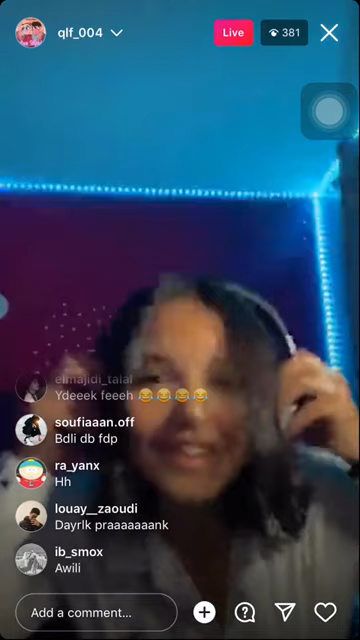 qlf_004
Live
381
elmajidi_talal
Ydeeek feeeh 😂😂😂😂
soufiaaan.off
Bdli db fdp
ra_yanx
Hh
louay__zaoudi
Dayrlk praaaaaaank
ib_smox
Awili
Add a comment...